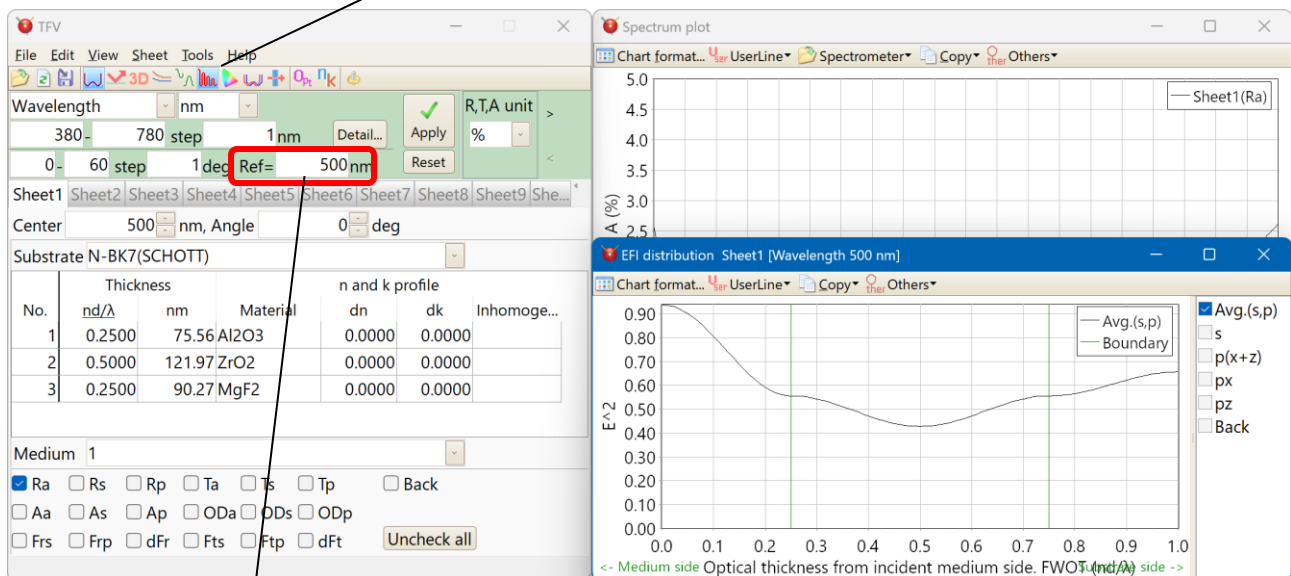 TFV
File Edit View Sheet Tools Help
3D Opt nk
Wavelength nm R,T,A unit >
380 - 780 step 1 nm Detail... Apply %
0 - 60 step 1 deg Ref= 500 nm Reset <
Sheet1 Sheet2 Sheet3 Sheet4 Sheet5 Sheet6 Sheet7 Sheet8 Sheet9 She...
Center 500 nm, Angle 0 deg
Substrate N-BK7(SCHOTT)
Thickness n and k profile
No. nd/λ nm Material dn dk Inhomoge...
1 0.2500 75.56 Al2O3 0.0000 0.0000
2 0.5000 121.97 ZrO2 0.0000 0.0000
3 0.2500 90.27 MgF2 0.0000 0.0000
Medium 1
Ra Rs Rp Ta Ts Tp Back
Aa As Ap ODa ODs ODp
Frs Frp dFr Fts Ftp dFt Uncheck all
Spectrum plot
Chart format... User UserLine Spectrometer Copy Other Others
5.0
4.5
4.0
3.5
3.0
2.5
A (%)
Sheet1(Ra)
EFI distribution Sheet1 [Wavelength 500 nm]
Chart format... User UserLine Copy Other Others
0.90
0.80
0.70
0.60
0.50
0.40
0.30
0.20
0.10
0.00
E^2
Avg.(s,p)
Boundary
0.0 0.1 0.2 0.3 0.4 0.5 0.6 0.7 0.8 0.9 1.0
<- Medium side Optical thickness from incident medium side. FWOT (nd/λ) Substrate side ->
Avg.(s,p)
s
p(x+z)
px
pz
Back